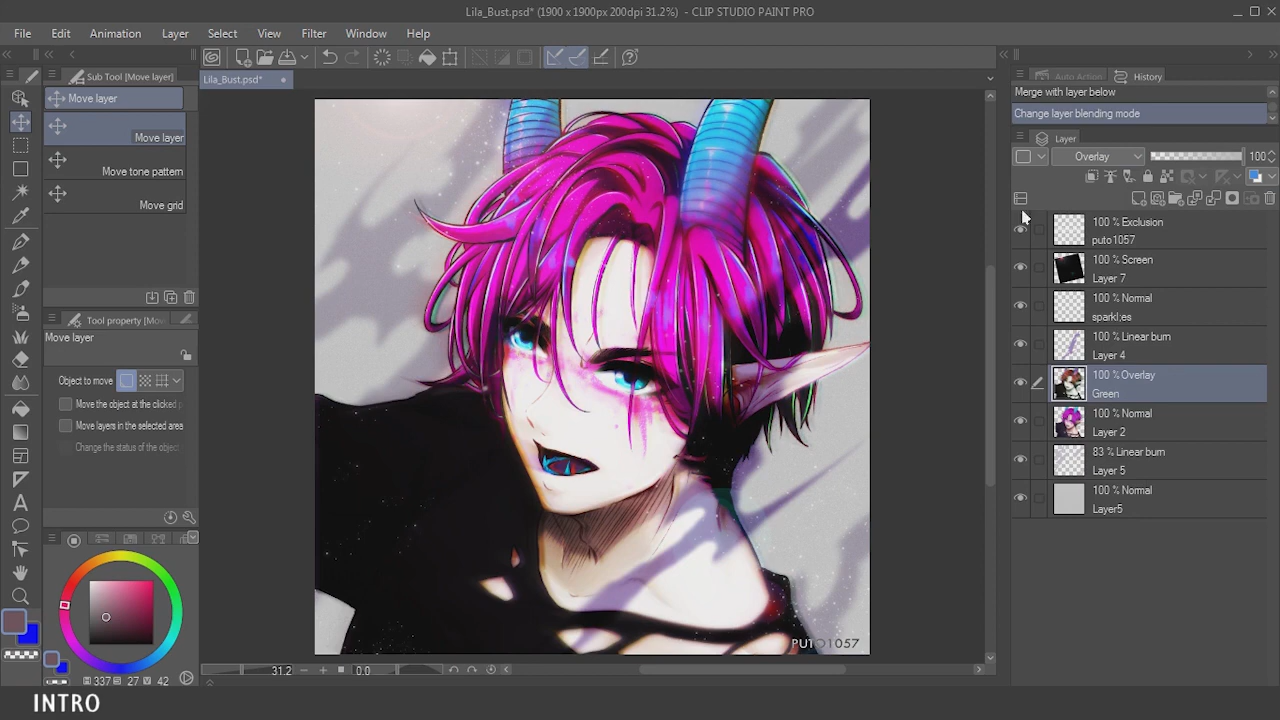 Lila_Bust.psd* (1900 x 1900px 200dpi 31.2%) - CLIP STUDIO PAINT PRO
File Edit Animation Layer Select View Filter Window Help
Sub Tool [Move layer]
Move layer
Move layer
Move tone pattern
Move grid
Tool property [Mov
Move layer
Object to move
Move the object at the clicked p
Move layers in the selected area
Change the status of the object
337 27 V 42
Lila_Bust.psd*
PUTO1057
31.2 0.0
Auto Action History
Merge with layer below
Change layer blending mode
Layer
Overlay 100
100 % Exclusion
puto1057
100 % Screen
Layer 7
100 % Normal
sparkl;es
100 % Linear burn
Layer 4
100 % Overlay
Green
100 % Normal
Layer 2
83 % Linear burn
Layer 5
100 % Normal
Layer5
INTRO